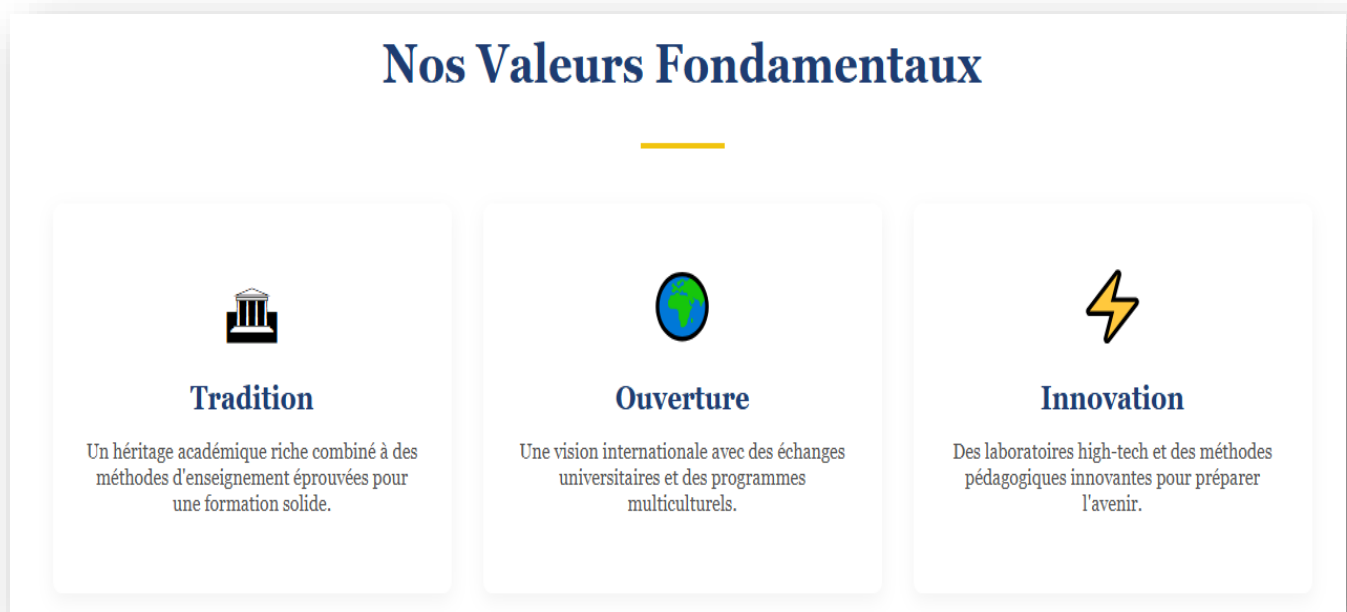 Nos Valeurs Fondamentaux
Tradition
Un héritage académique riche combiné à des
méthodes d'enseignement éprouvées pour
une formation solide.
Ouverture
Une vision internationale avec des échanges
universitaires et des programmes
multiculturels.
Innovation
Des laboratoires high-tech et des méthodes
pédagogiques innovantes pour préparer
l'avenir.